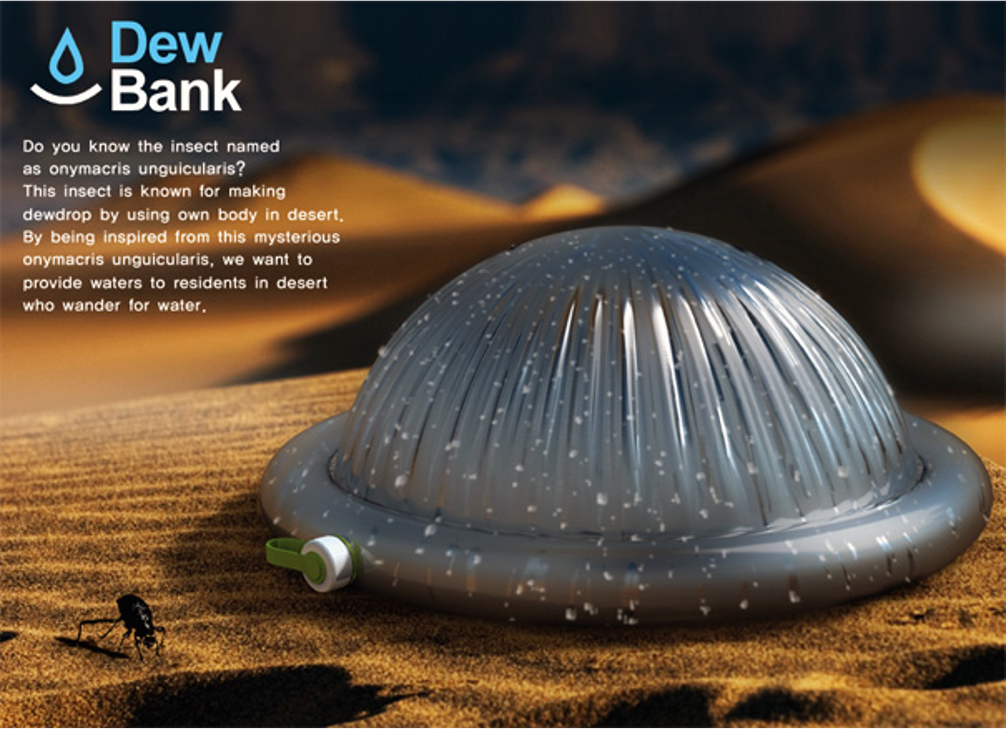 Dew
Bank
Do you know the insect named
as onymacris unguicularis?
This insect is known for making
dewdrop by using own body in desert.
By being inspired from this mysterious
onymacris unguicularis, we want to
provide waters to residents in desert
who wander for water.